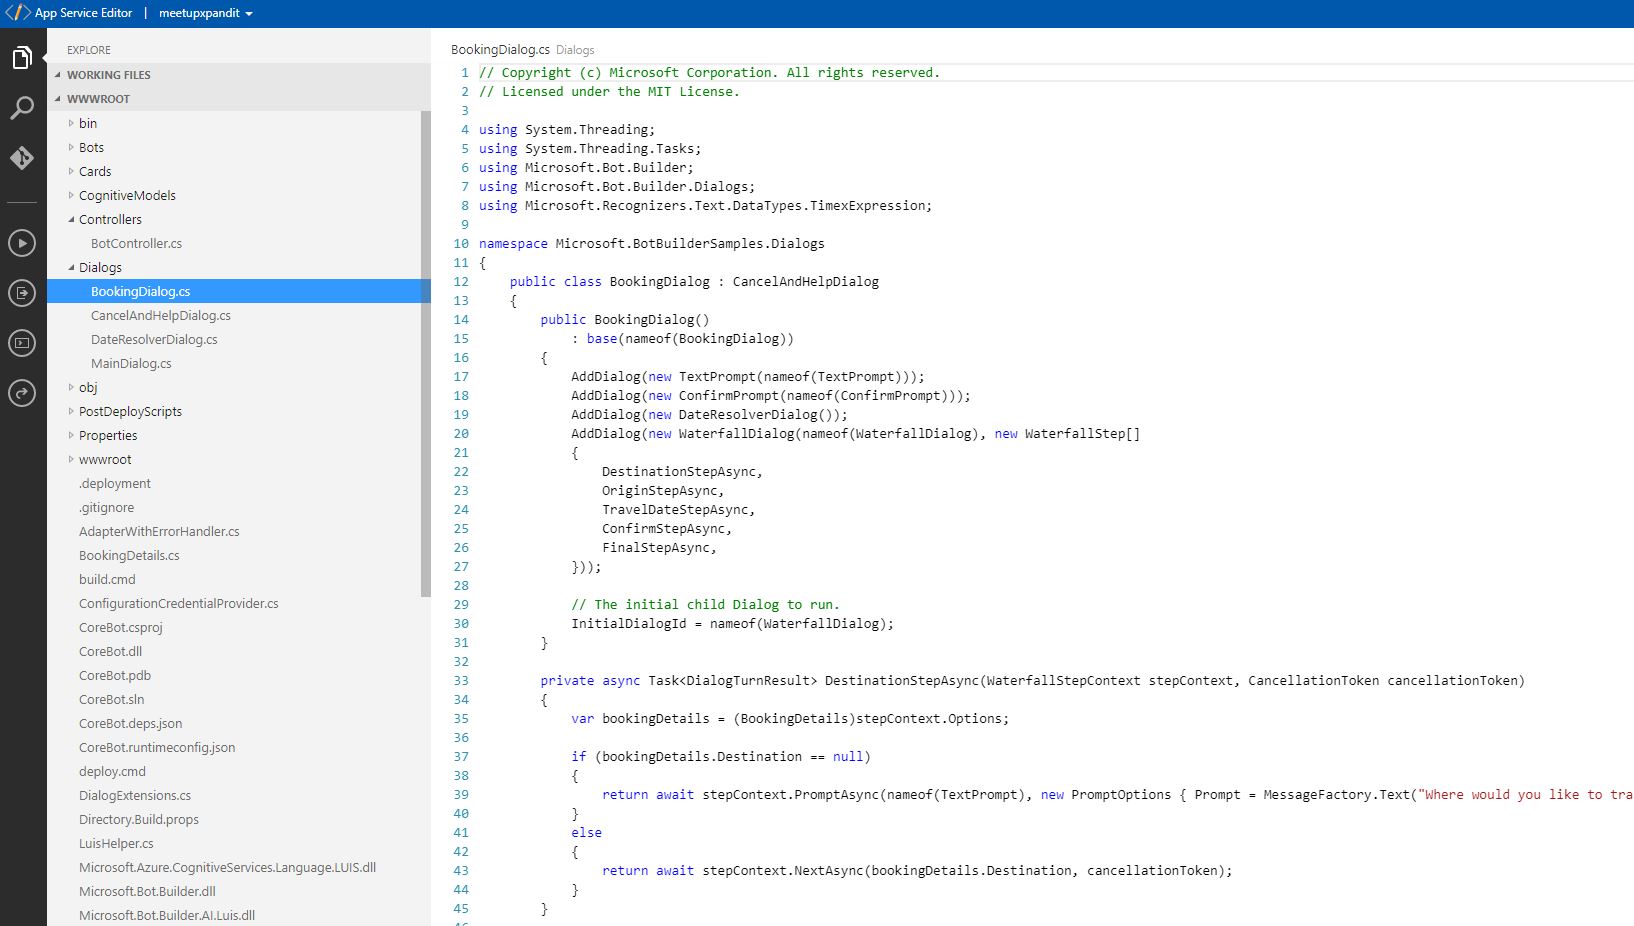 App Service Editor | meetupxpandit
EXPLORE
WORKING FILES
WWWROOT
bin
Bots
Cards
CognitiveModels
Controllers
BotController.cs
Dialogs
BookingDialog.cs
CancelAndHelpDialog.cs
DateResolverDialog.cs
MainDialog.cs
obj
PostDeployScripts
Properties
wwwroot
.deployment
.gitignore
AdapterWithErrorHandler.cs
BookingDetails.cs
build.cmd
ConfigurationCredentialProvider.cs
CoreBot.csproj
CoreBot.dll
CoreBot.pdb
CoreBot.sln
CoreBot.deps.json
CoreBot.runtimeconfig.json
deploy.cmd
DialogExtensions.cs
Directory.Build.props
LuisHelper.cs
Microsoft.Azure.CognitiveServices.Language.LUIS.dll
Microsoft.Bot.Builder.dll
Microsoft.Bot.Builder.AI.Luis.dll
BookingDialog.cs Dialogs
1 // Copyright (c) Microsoft Corporation. All rights reserved.
2 // Licensed under the MIT License.
3
4 using System.Threading;
5 using System.Threading.Tasks;
6 using Microsoft.Bot.Builder;
7 using Microsoft.Bot.Builder.Dialogs;
8 using Microsoft.Recognizers.Text.DataTypes.TimexExpression;
9
10 namespace Microsoft.BotBuilderSamples.Dialogs
11 {
12     public class BookingDialog : CancelAndHelpDialog
13     {
14         public BookingDialog()
15             : base(nameof(BookingDialog))
16         {
17             AddDialog(new TextPrompt(nameof(TextPrompt)));
18             AddDialog(new ConfirmPrompt(nameof(ConfirmPrompt)));
19             AddDialog(new DateResolverDialog());
20             AddDialog(new WaterfallDialog(nameof(WaterfallDialog), new WaterfallStep[]
21             {
22                 DestinationStepAsync,
23                 OriginStepAsync,
24                 TravelDateStepAsync,
25                 ConfirmStepAsync,
26                 FinalStepAsync,
27             }));
28
29             // The initial child Dialog to run.
30             InitialDialogId = nameof(WaterfallDialog);
31         }
32
33         private async Task<DialogTurnResult> DestinationStepAsync(WaterfallStepContext stepContext, CancellationToken cancellationToken)
34         {
35             var bookingDetails = (BookingDetails)stepContext.Options;
36
37             if (bookingDetails.Destination == null)
38             {
39                 return await stepContext.PromptAsync(nameof(TextPrompt), new PromptOptions { Prompt = MessageFactory.Text("Where would you like to tra
40             }
41             else
42             {
43                 return await stepContext.NextAsync(bookingDetails.Destination, cancellationToken);
44             }
45         }